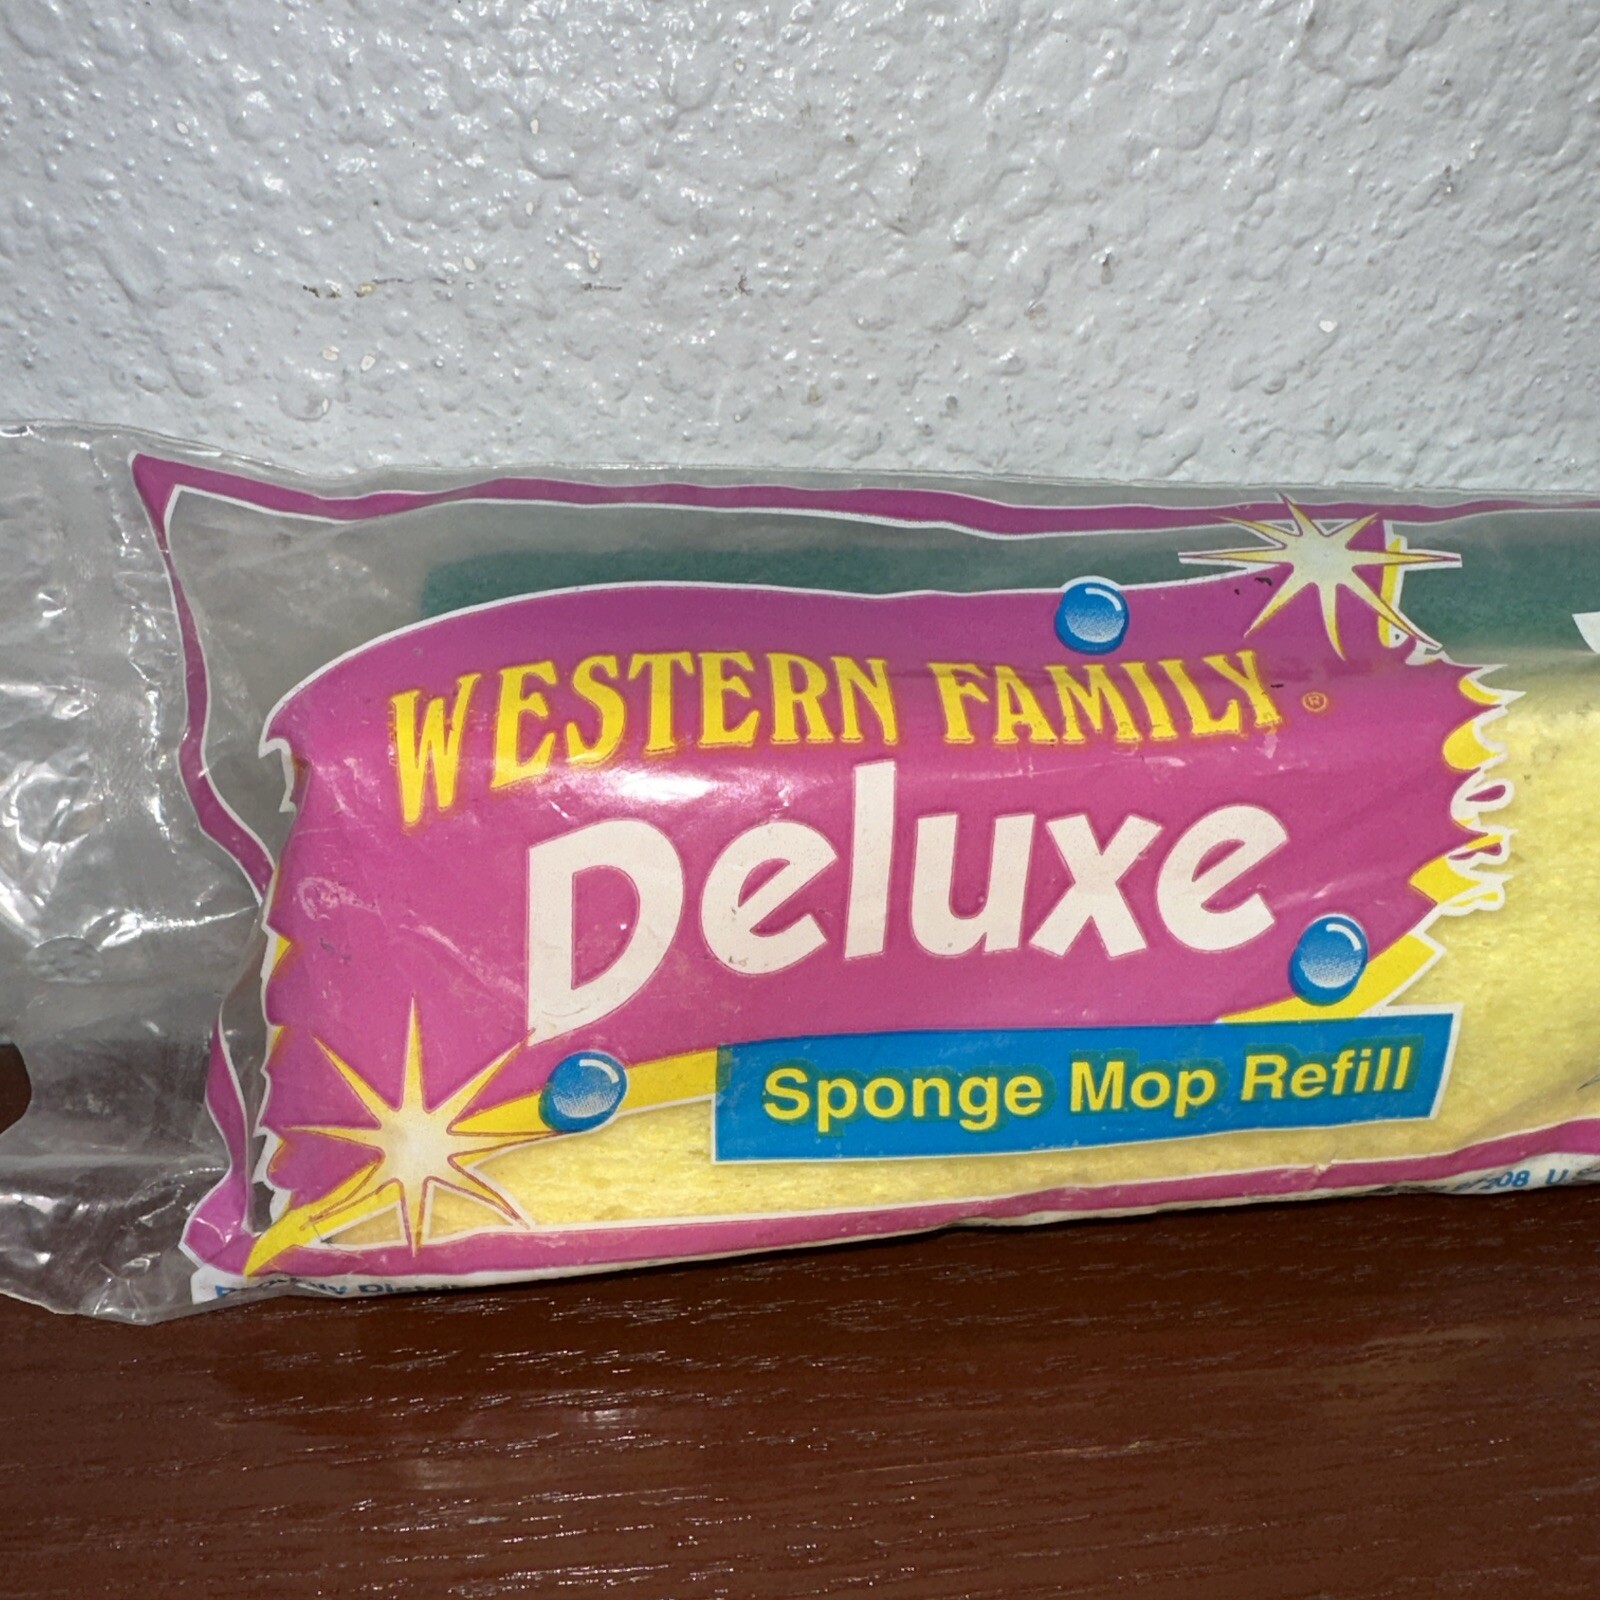 WESTERN FAMILY®
Deluxe
Sponge Mop Refill